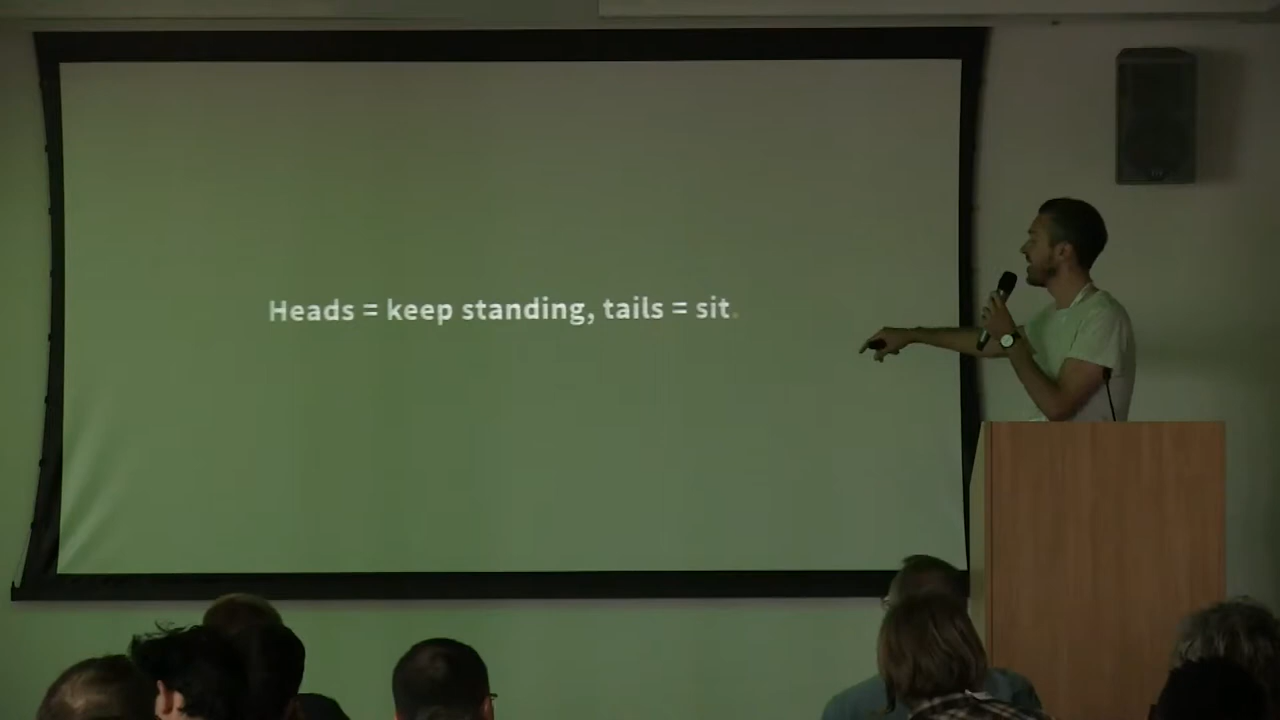 Heads = keep standing, tails = sit.